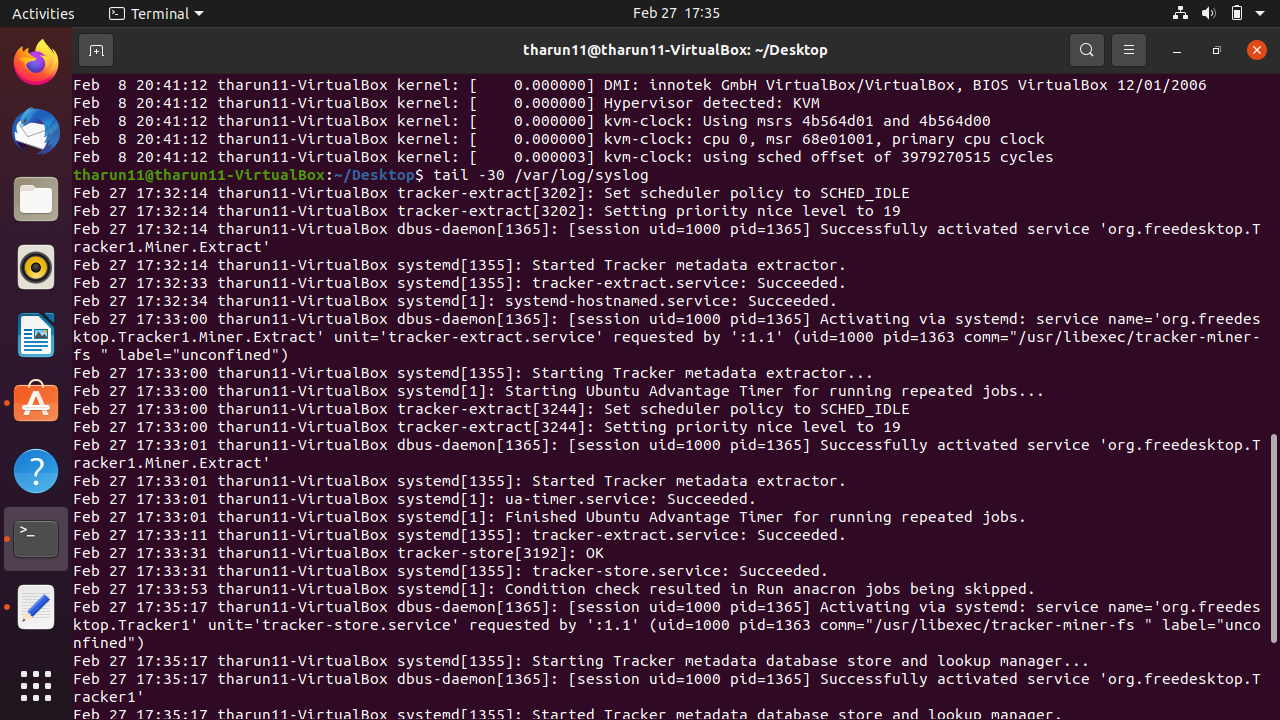 Activities
Terminal
Feb 27 17:35
tharun11@tharun11-VirtualBox: ~/Desktop
Feb  8 20:41:12 tharun11-VirtualBox kernel: [    0.000000] DMI: innotek GmbH VirtualBox/VirtualBox, BIOS VirtualBox 12/01/2006
Feb  8 20:41:12 tharun11-VirtualBox kernel: [    0.000000] Hypervisor detected: KVM
Feb  8 20:41:12 tharun11-VirtualBox kernel: [    0.000000] kvm-clock: Using msrs 4b564d01 and 4b564d00
Feb  8 20:41:12 tharun11-VirtualBox kernel: [    0.000000] kvm-clock: cpu 0, msr 68e01001, primary cpu clock
Feb  8 20:41:12 tharun11-VirtualBox kernel: [    0.000003] kvm-clock: using sched offset of 3979270515 cycles
tharun11@tharun11-VirtualBox:~/Desktop$ tail -30 /var/log/syslog
Feb 27 17:32:14 tharun11-VirtualBox tracker-extract[3202]: Set scheduler policy to SCHED_IDLE
Feb 27 17:32:14 tharun11-VirtualBox tracker-extract[3202]: Setting priority nice level to 19
Feb 27 17:32:14 tharun11-VirtualBox dbus-daemon[1365]: [session uid=1000 pid=1365] Successfully activated service 'org.freedesktop.T
racker1.Miner.Extract'
Feb 27 17:32:14 tharun11-VirtualBox systemd[1355]: Started Tracker metadata extractor.
Feb 27 17:32:33 tharun11-VirtualBox systemd[1355]: tracker-extract.service: Succeeded.
Feb 27 17:32:34 tharun11-VirtualBox systemd[1]: systemd-hostnamed.service: Succeeded.
Feb 27 17:33:00 tharun11-VirtualBox dbus-daemon[1365]: [session uid=1000 pid=1365] Activating via systemd: service name='org.freedes
ktop.Tracker1.Miner.Extract' unit='tracker-extract.service' requested by ':1.1' (uid=1000 pid=1363 comm="/usr/libexec/tracker-miner-
fs " label="unconfined")
Feb 27 17:33:00 tharun11-VirtualBox systemd[1355]: Starting Tracker metadata extractor...
Feb 27 17:33:00 tharun11-VirtualBox systemd[1]: Starting Ubuntu Advantage Timer for running repeated jobs...
Feb 27 17:33:00 tharun11-VirtualBox tracker-extract[3244]: Set scheduler policy to SCHED_IDLE
Feb 27 17:33:00 tharun11-VirtualBox tracker-extract[3244]: Setting priority nice level to 19
Feb 27 17:33:01 tharun11-VirtualBox dbus-daemon[1365]: [session uid=1000 pid=1365] Successfully activated service 'org.freedesktop.T
racker1.Miner.Extract'
Feb 27 17:33:01 tharun11-VirtualBox systemd[1355]: Started Tracker metadata extractor.
Feb 27 17:33:01 tharun11-VirtualBox systemd[1]: ua-timer.service: Succeeded.
Feb 27 17:33:01 tharun11-VirtualBox systemd[1]: Finished Ubuntu Advantage Timer for running repeated jobs.
Feb 27 17:33:11 tharun11-VirtualBox systemd[1355]: tracker-extract.service: Succeeded.
Feb 27 17:33:31 tharun11-VirtualBox tracker-store[3192]: OK
Feb 27 17:33:31 tharun11-VirtualBox systemd[1355]: tracker-store.service: Succeeded.
Feb 27 17:33:53 tharun11-VirtualBox systemd[1]: Condition check resulted in Run anacron jobs being skipped.
Feb 27 17:35:17 tharun11-VirtualBox dbus-daemon[1365]: [session uid=1000 pid=1365] Activating via systemd: service name='org.freedes
ktop.Tracker1' unit='tracker-store.service' requested by ':1.1' (uid=1000 pid=1363 comm="/usr/libexec/tracker-miner-fs " label="unco
nfined")
Feb 27 17:35:17 tharun11-VirtualBox systemd[1355]: Starting Tracker metadata database store and lookup manager...
Feb 27 17:35:17 tharun11-VirtualBox dbus-daemon[1365]: [session uid=1000 pid=1365] Successfully activated service 'org.freedesktop.T
racker1'
Feb 27 17:35:17 tharun11-VirtualBox systemd[1355]: Started Tracker metadata database store and lookup manager.